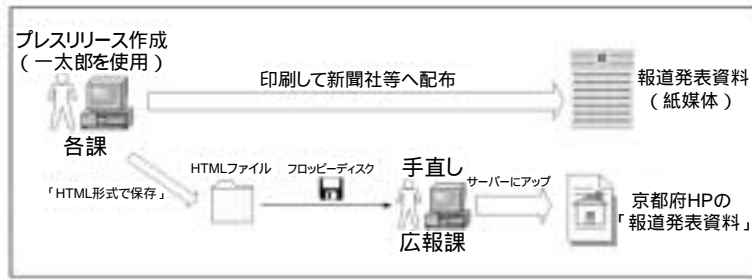 プレスリリース作成
（一太郎を使用）
印刷して新聞社等へ配布
報道発表資料
（紙媒体）
各課
「HTML形式で保存」
HTMLファイル
フロッピーディスク
手直し
広報課
サーバーにアップ
京都府HPの
「報道発表資料」